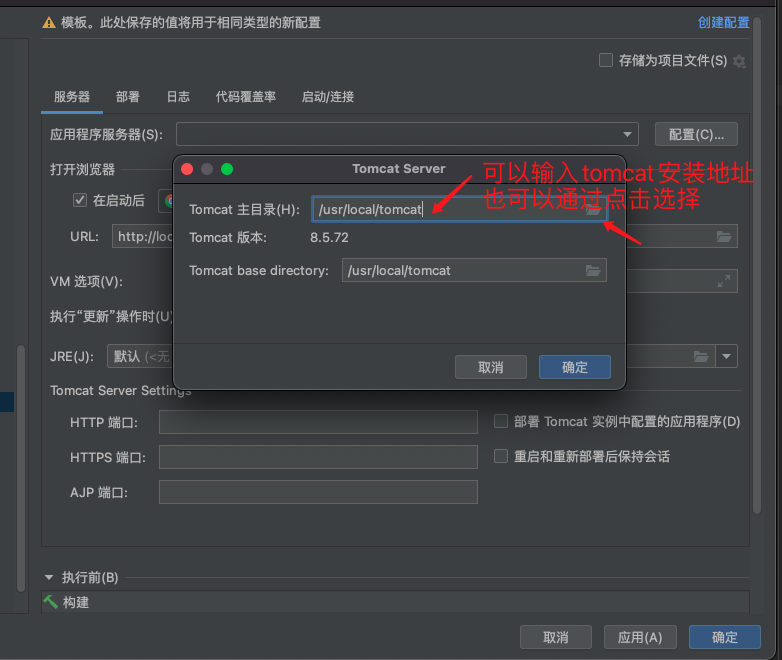 模板。此处保存的值将用于相同类型的新配置
创建配置
存储为项目文件(S)
服务器 部署 日志 代码覆盖率 启动/连接
应用程序服务器(S):
配置(C)...
打开浏览器
Tomcat Server
可以输入tomcat安装地址
也可以通过点击选择
在启动后
Tomcat 主目录(H): /usr/local/tomcat
URL: http://loc
Tomcat 版本: 8.5.72
Tomcat base directory: /usr/local/tomcat
VM 选项(V):
执行“更新”操作时(U)
JRE(J): 默认 (<无
取消 确定
Tomcat Server Settings
HTTP 端口:
部署 Tomcat 实例中配置的应用程序(D)
HTTPS 端口:
重启和重新部署后保持会话
AJP 端口:
执行前(B)
构建
取消 应用(A) 确定